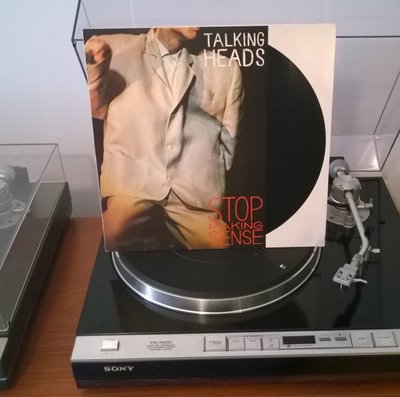 TALKING
HEADS
STOP
MAKING
SENSE
SONY